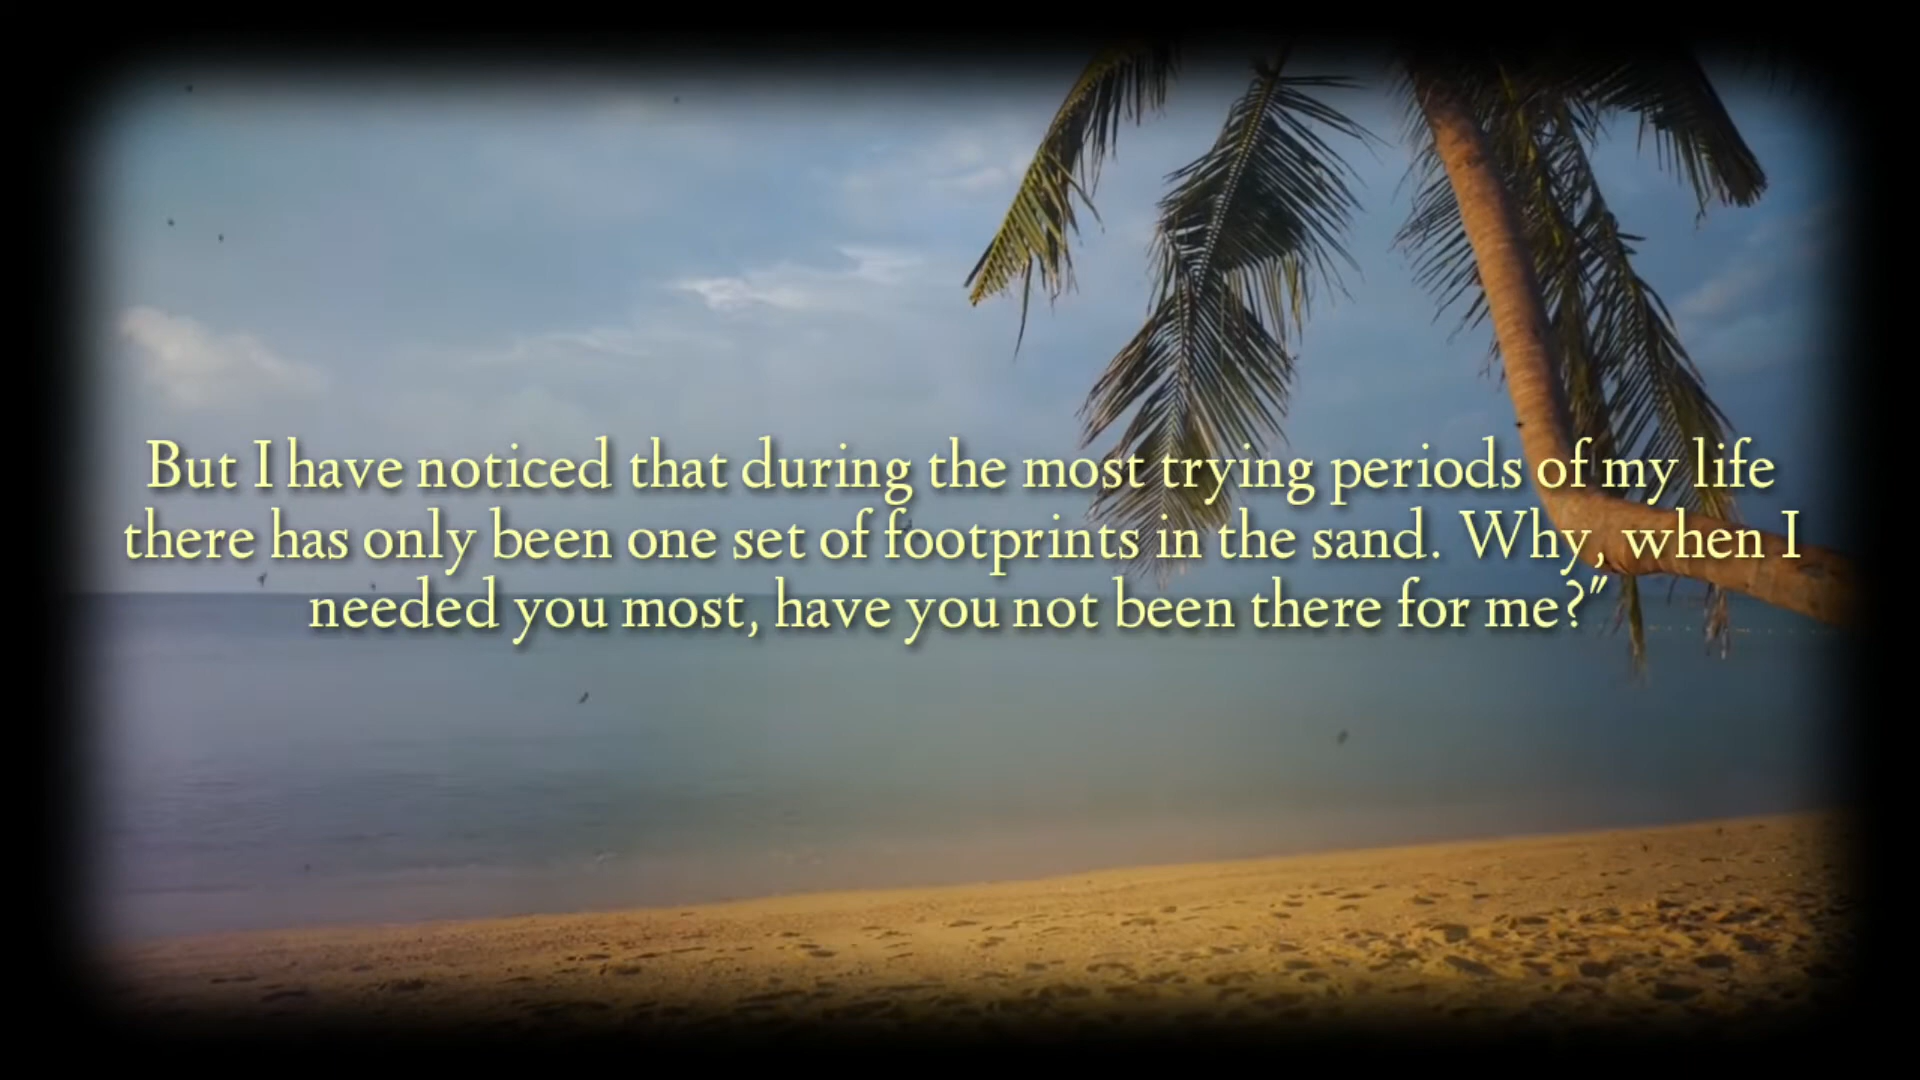 But I have noticed that during the most trying periods of my life
there has only been one set of footprints in the sand. Why, when I
needed you most, have you not been there for me?"